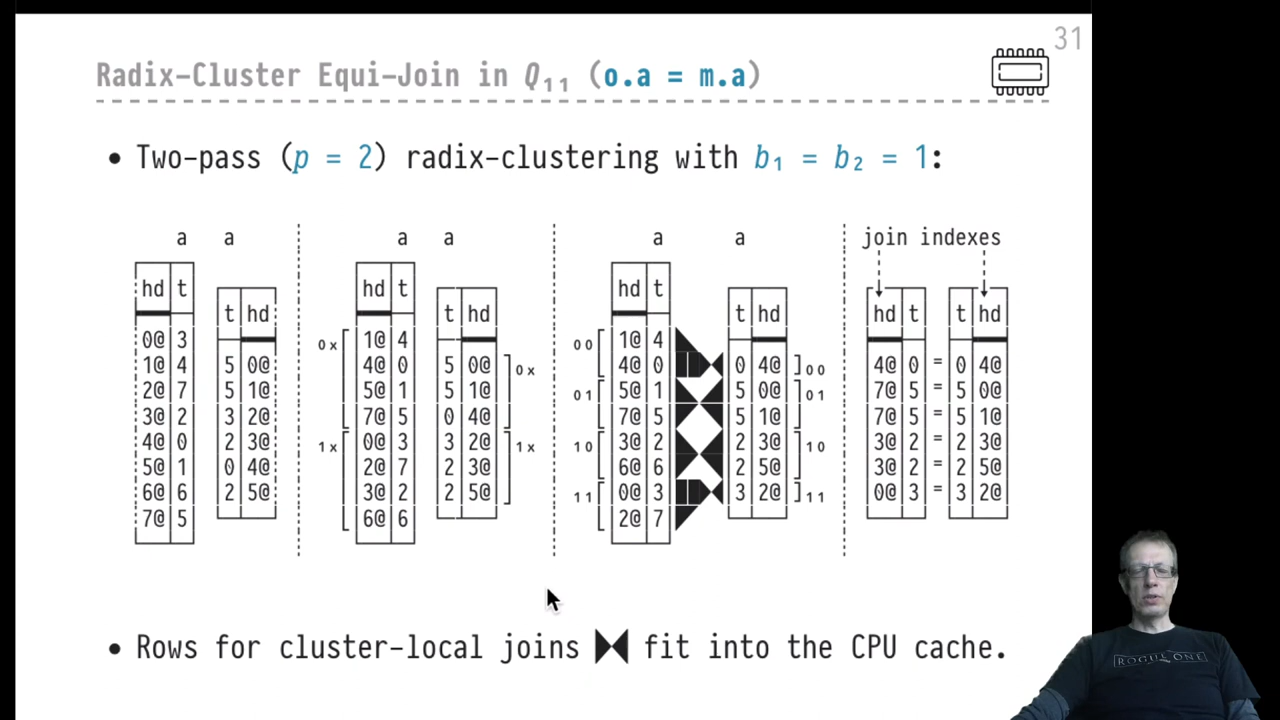 31
Radix-Cluster Equi-Join in Q₁₁ (o.a = m.a)
• Two-pass (p = 2) radix-clustering with b₁ = b₂ = 1:
a a a a a a join indexes
hd t hd t hd t hd t
t hd t hd t hd t hd
0@ 3 0x 1@ 4 00 1@ 4
1@ 4 5 0@ 4@ 0 5 0@ 0x 4@ 0 0 4@ 00 4@ 0 = 0 4@
2@ 7 5 1@ 5@ 1 5 1@ 01 5@ 1 5 0@ 01 7@ 5 = 5 0@
3@ 2 3 2@ 7@ 5 0 4@ 7@ 5 5 1@ 7@ 5 = 5 1@
4@ 0 2 3@ 1x 0@ 3 3 2@ 1x 10 3@ 2 2 3@ 10 3@ 2 = 2 3@
5@ 1 0 4@ 2@ 7 2 3@ 6@ 6 2 5@ 3@ 2 = 2 5@
6@ 6 2 5@ 3@ 2 2 5@ 11 0@ 3 3 2@ 11 0@ 3 = 3 2@
7@ 5 6@ 6 2@ 7
• Rows for cluster-local joins ⧓ fit into the CPU cache.
ROGUE ONE